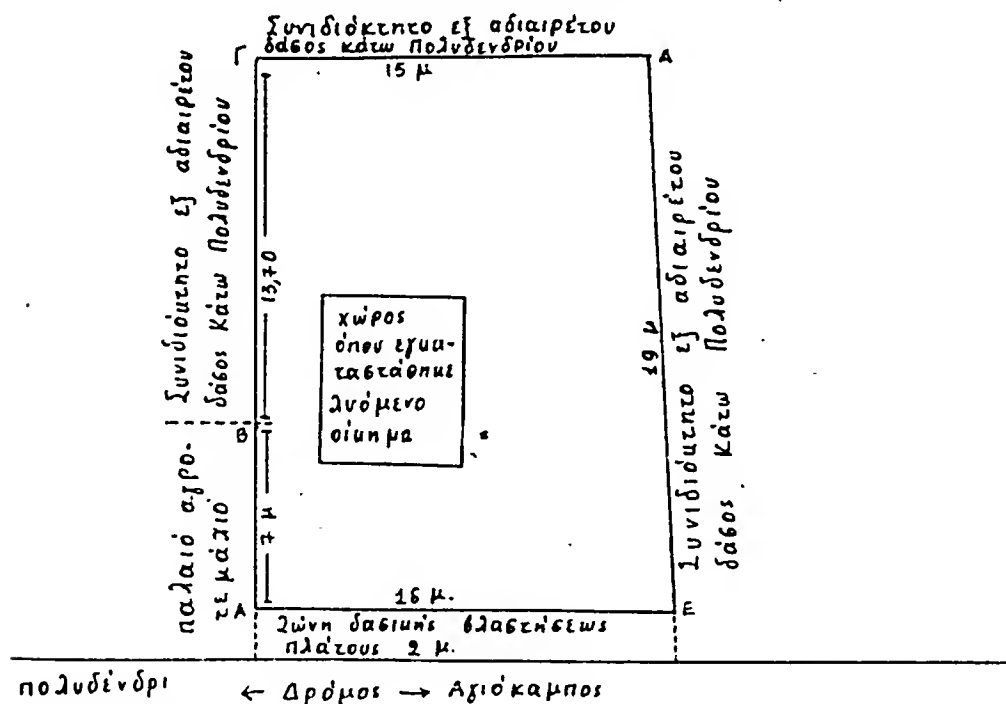 Συνιδιόκτητο εξ αδιαιρέτου
δάσος κάτω Πολυδενδρίου
Γ
Δ
15 μ
Συνιδιόκτητο εξ αδιαιρέτου
δάσος Κάτω Πολυδενδρίου
13,70
χώρος
όπου εγκα-
ταστάθηκε
λυόμενο
οίκημα
19 μ
Συνιδιόκτητο εξ αδιαιρέτου
δάσος Κάτω Πολυδενδρίου
Β
παλαιό αγρο-
τεμάχιο
7 μ
Α
16 μ.
Ε
Ζώνη δασικής βλαστήσεως
πλάτους 2 μ.
πολυδένδρι ← Δρόμος → Αγιόκαμπος